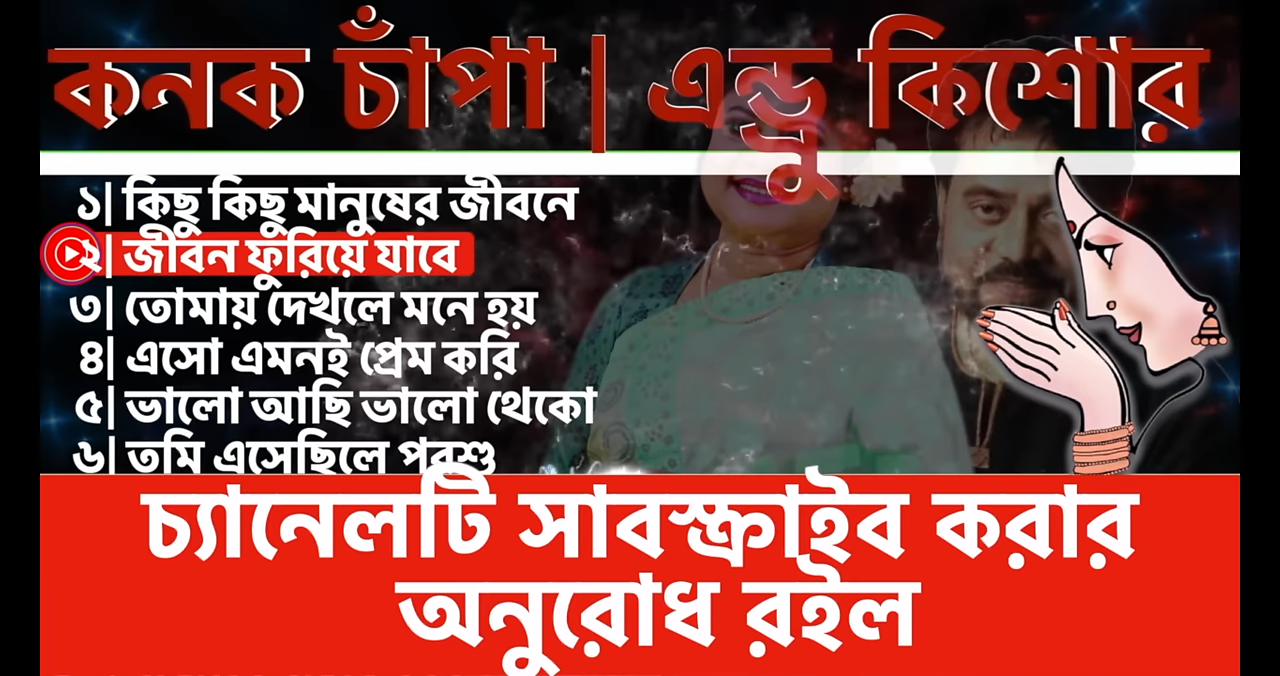 কনক চাঁপা | এন্ড্রু কিশোর
১| কিছু কিছু মানুষের জীবনে
২| জীবন ফুরিয়ে যাবে
৩| তোমায় দেখলে মনে হয়
৪| এসো এমনই প্রেম করি
৫| ভালো আছি ভালো থেকো
৬| তুমি এসেছিলে পরশু
চ্যানেলটি সাবস্ক্রাইব করার
অনুরোধ রইল